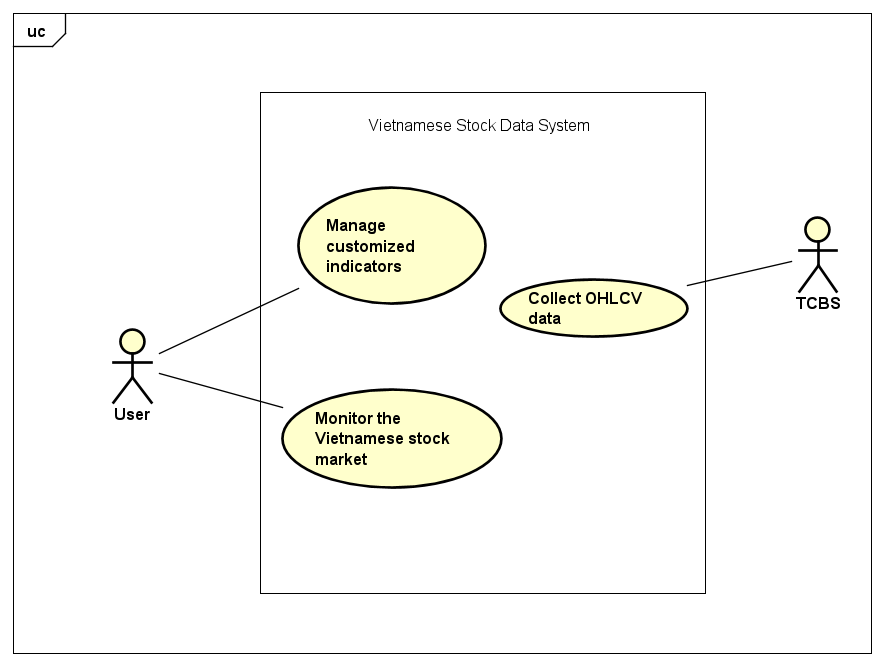 uc
Vietnamese Stock Data System
Manage
customized
indicators
Collect OHLCV
data
TCBS
User
Monitor the
Vietnamese stock
market